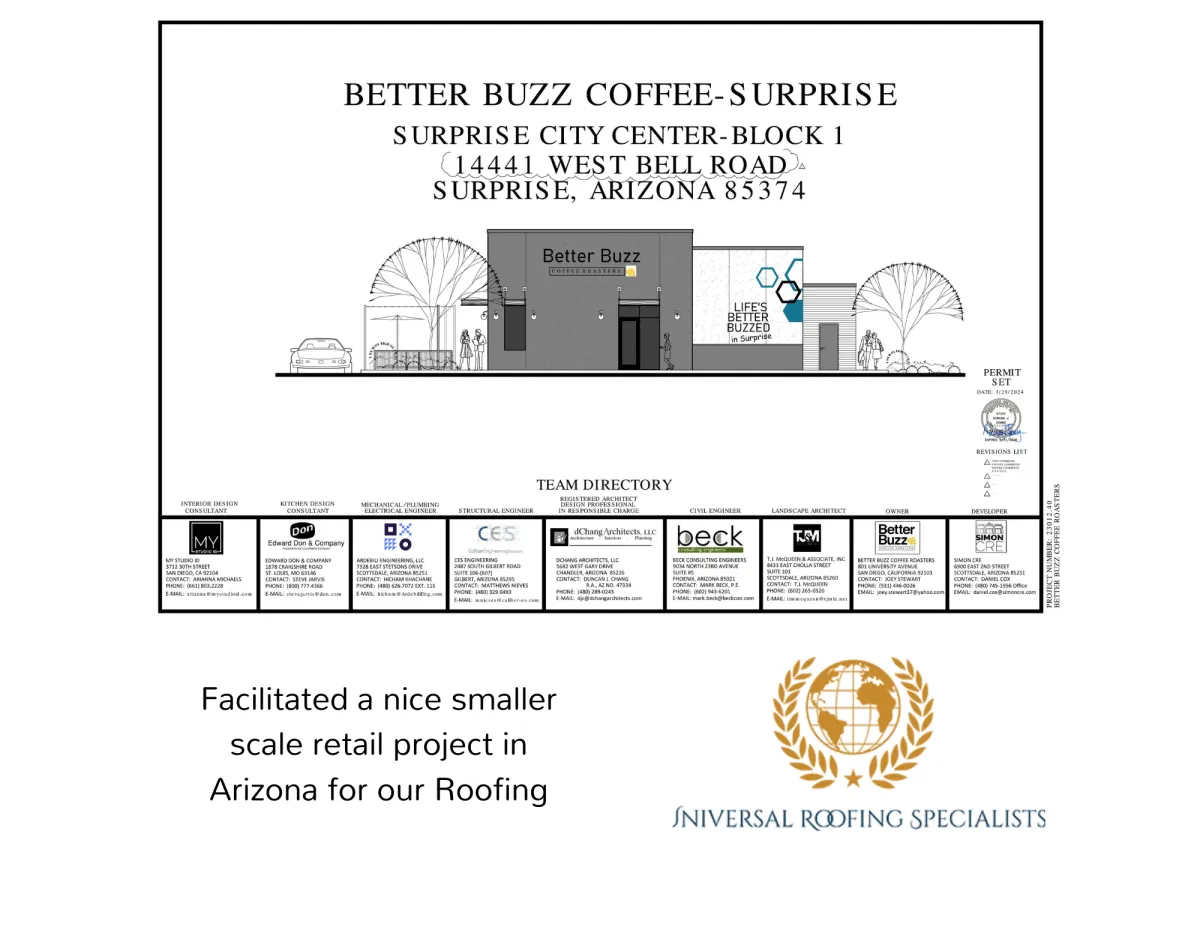 BETTER BUZZ COFFEE-SURPRISE
SURPRISE CITY CENTER-BLOCK 1
14441 WEST BELL ROAD
SURPRISE, ARIZONA 85374
Better Buzz
COFFEE ROASTERS
LIFE'S
BETTER
BUZZED
in Surprise
PERMIT
SET
DATE: 3/29/2024
REVISIONS LIST
TEAM DIRECTORY
INTERIOR DESIGN
CONSULTANT
KITCHEN DESIGN
CONSULTANT
MECHANICAL/PLUMBING
ELECTRICAL ENGINEER
STRUCTURAL ENGINEER
REGISTERED ARCHITECT
DESIGN PROFESSIONAL
IN RESPONSIBLE CHARGE
CIVIL ENGINEER
LANDSCAPE ARCHITECT
OWNER
DEVELOPER
MY
STUDIO ID
MY STUDIO ID
3712 30TH STREET
SAN DIEGO, CA 92104
CONTACT: ARIANNA MICHAELS
PHONE: (661) 803.2228
E-MAIL: arianna@mystudioid.com
Don
Edward Don & Company
EDWARD DON & COMPANY
1878 CRAIGSHIRE ROAD
ST. LOUIS, MO 63146
CONTACT: STEVE JARVIS
PHONE: (800) 777.4366
E-MAIL: stevejarvis@don.com
ARDEBILI ENGINEERING, LLC
7328 EAST STETSONS DRIVE
SCOTTSDALE, ARIZONA 85251
CONTACT: HICHAM KHACHANE
PHONE: (480) 626.7072 EXT. 115
E-MAIL: hicham@ArdebiliEng.com
CES
CES ENGINEERING
2487 SOUTH GILBERT ROAD
SUITE 106-(607)
GILBERT, ARIZONA 85295
CONTACT: MATTHEWS NIEVES
PHONE: (480) 329.0493
E-MAIL: mnieves@caliber-es.com
dChang Architects, LLC
Architecture Interiors Planning
DCHANG ARCHITECTS, LLC
5682 WEST GARY DRIVE
CHANDLER, ARIZONA 85226
CONTACT: DUNCAN J. CHANG
R.A., AZ NO. 47334
PHONE: (480) 289-0243
E-MAIL: djc@dchangarchitects.com
beck
consulting engineers
BECK CONSULTING ENGINEERS
9034 NORTH 23RD AVENUE
SUITE #5
PHOENIX, ARIZONA 85021
CONTACT: MARK BECK, P.E.
PHONE: (602) 943-6201
E-MAIL: mark.beck@beckcon.com
TJM
T.J. McQUEEN & ASSOCIATE, INC.
8433 EAST CHOLLA STREET
SUITE 101
SCOTTSDALE, ARIZONA 85260
CONTACT: T.J. McQUEEN
PHONE: (602) 265-0320
E-MAIL: timmcqueen@tjmla.net
Better
Buzz
BETTER BUZZ COFFEE ROASTERS
801 UNIVERSITY AVENUE
SAN DIEGO, CALIFORNIA 92103
CONTACT: JOEY STEWART
PHONE: (931) 446-0026
EMAIL: joey.stewart37@yahoo.com
SIMON
CRE
SIMON CRE
6900 EAST 2ND STREET
SCOTTSDALE, ARIZONA 85251
CONTACT: DANIEL COX
PHONE: (480) 745-1956 Office
EMAIL: daniel.cox@simoncre.com
PROJECT NUMBER: 23012.40
BETTER BUZZ COFFEE ROASTERS
Facilitated a nice smaller
scale retail project in
Arizona for our Roofing
UNIVERSAL ROOFING SPECIALISTS